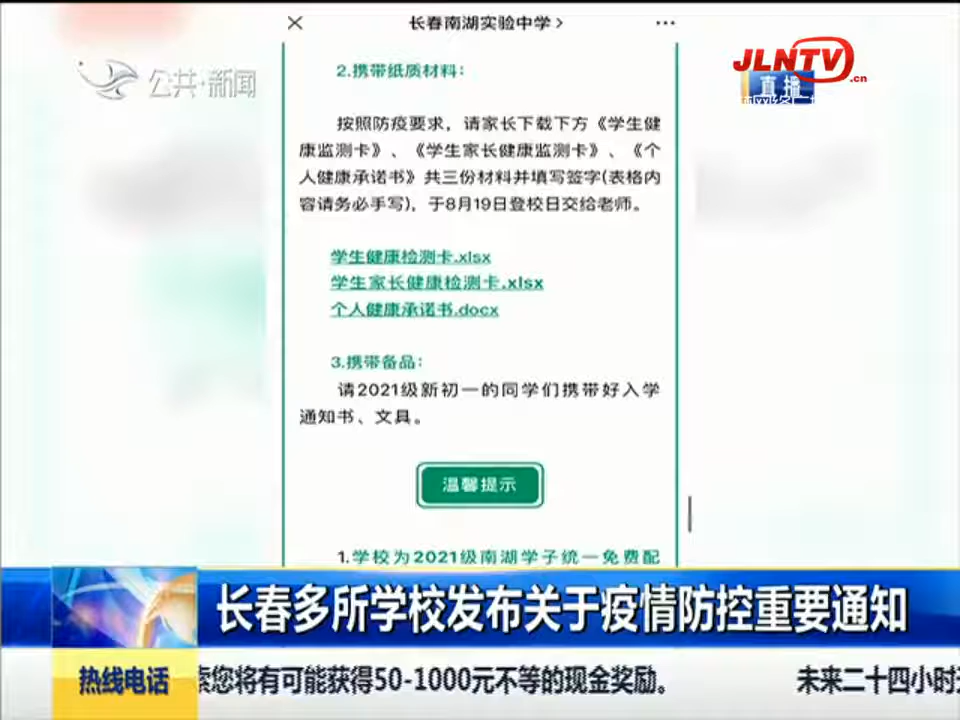 长春南湖实验中学
公共·新闻
JLNTV
.cn
直播
2.携带纸质材料：
按照防疫要求，请家长下载下方《学生健
康监测卡》、《学生家长健康监测卡》、《个
人健康承诺书》共三份材料并填写签字(表格内
容请务必手写)，于8月19日登校日交给老师。
学生健康检测卡.xlsx
学生家长健康检测卡.xlsx
个人健康承诺书.docx
3.携带备品：
请2021级新初一的同学们携带好入学
通知书、文具。
温馨提示
1.学校为2021级南湖学子统一免费配
长春多所学校发布关于疫情防控重要通知
热线电话
索您将有可能获得50-1000元不等的现金奖励。
未来二十四小时